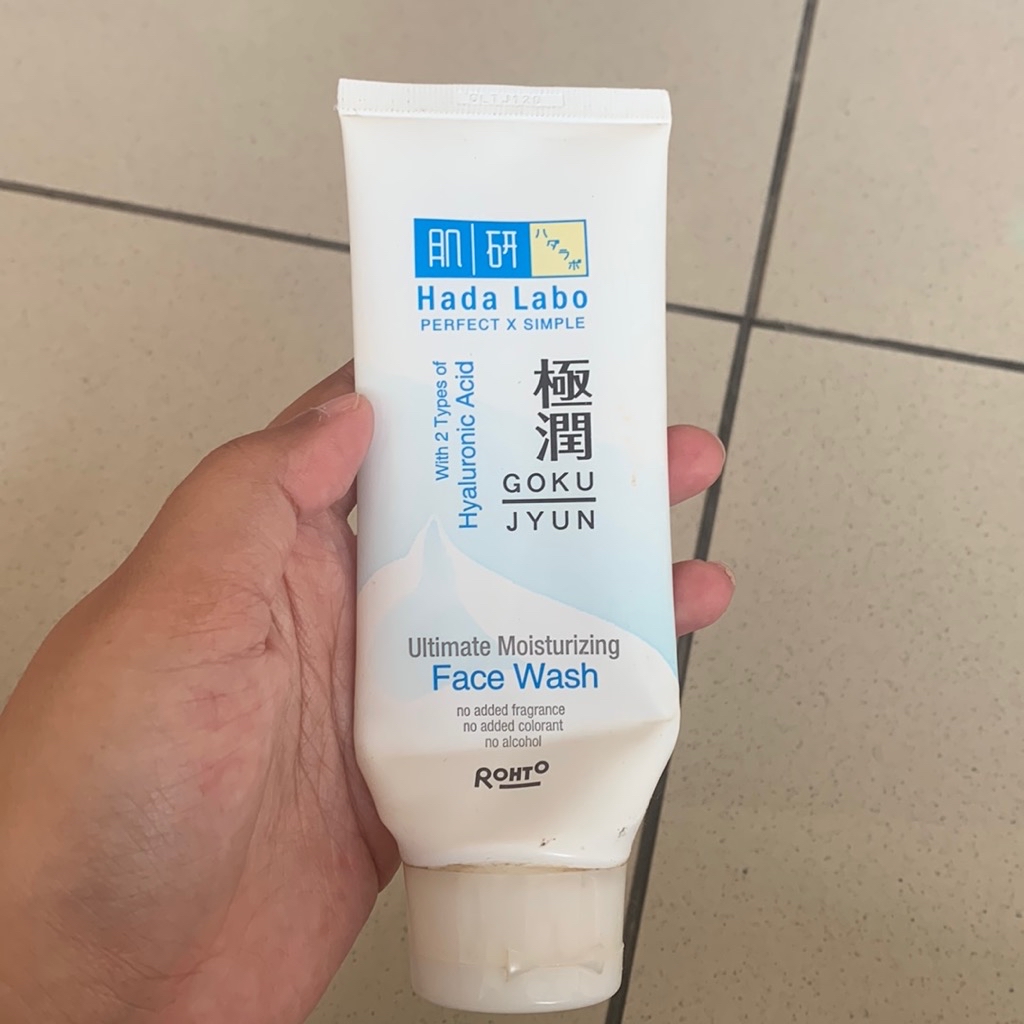 肌研 ハダラボ
Hada Labo
PERFECT X SIMPLE
With 2 Types of
Hyaluronic Acid
極潤
GOKU
JYUN
Ultimate Moisturizing
Face Wash
no added fragrance
no added colorant
no alcohol
ROHTO